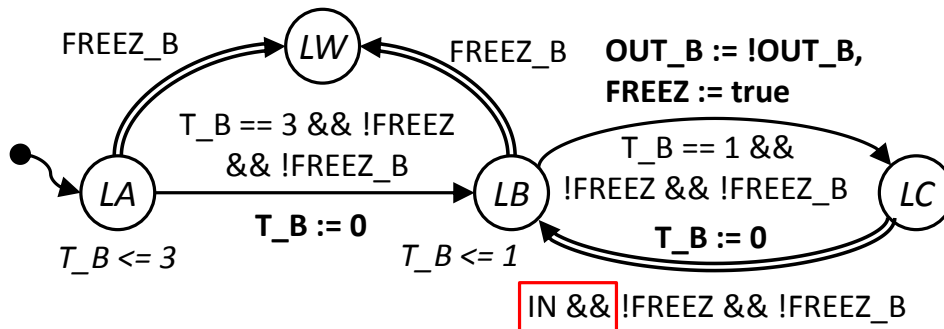 FREEZ_B
LW
FREEZ_B
OUT_B := !OUT_B,
FREEZ := true
T_B == 3 && !FREEZ
&& !FREEZ_B
T_B == 1 &&
!FREEZ && !FREEZ_B
LA
LB
LC
T_B := 0
T_B := 0
T_B <= 3
T_B <= 1
IN && !FREEZ && !FREEZ_B